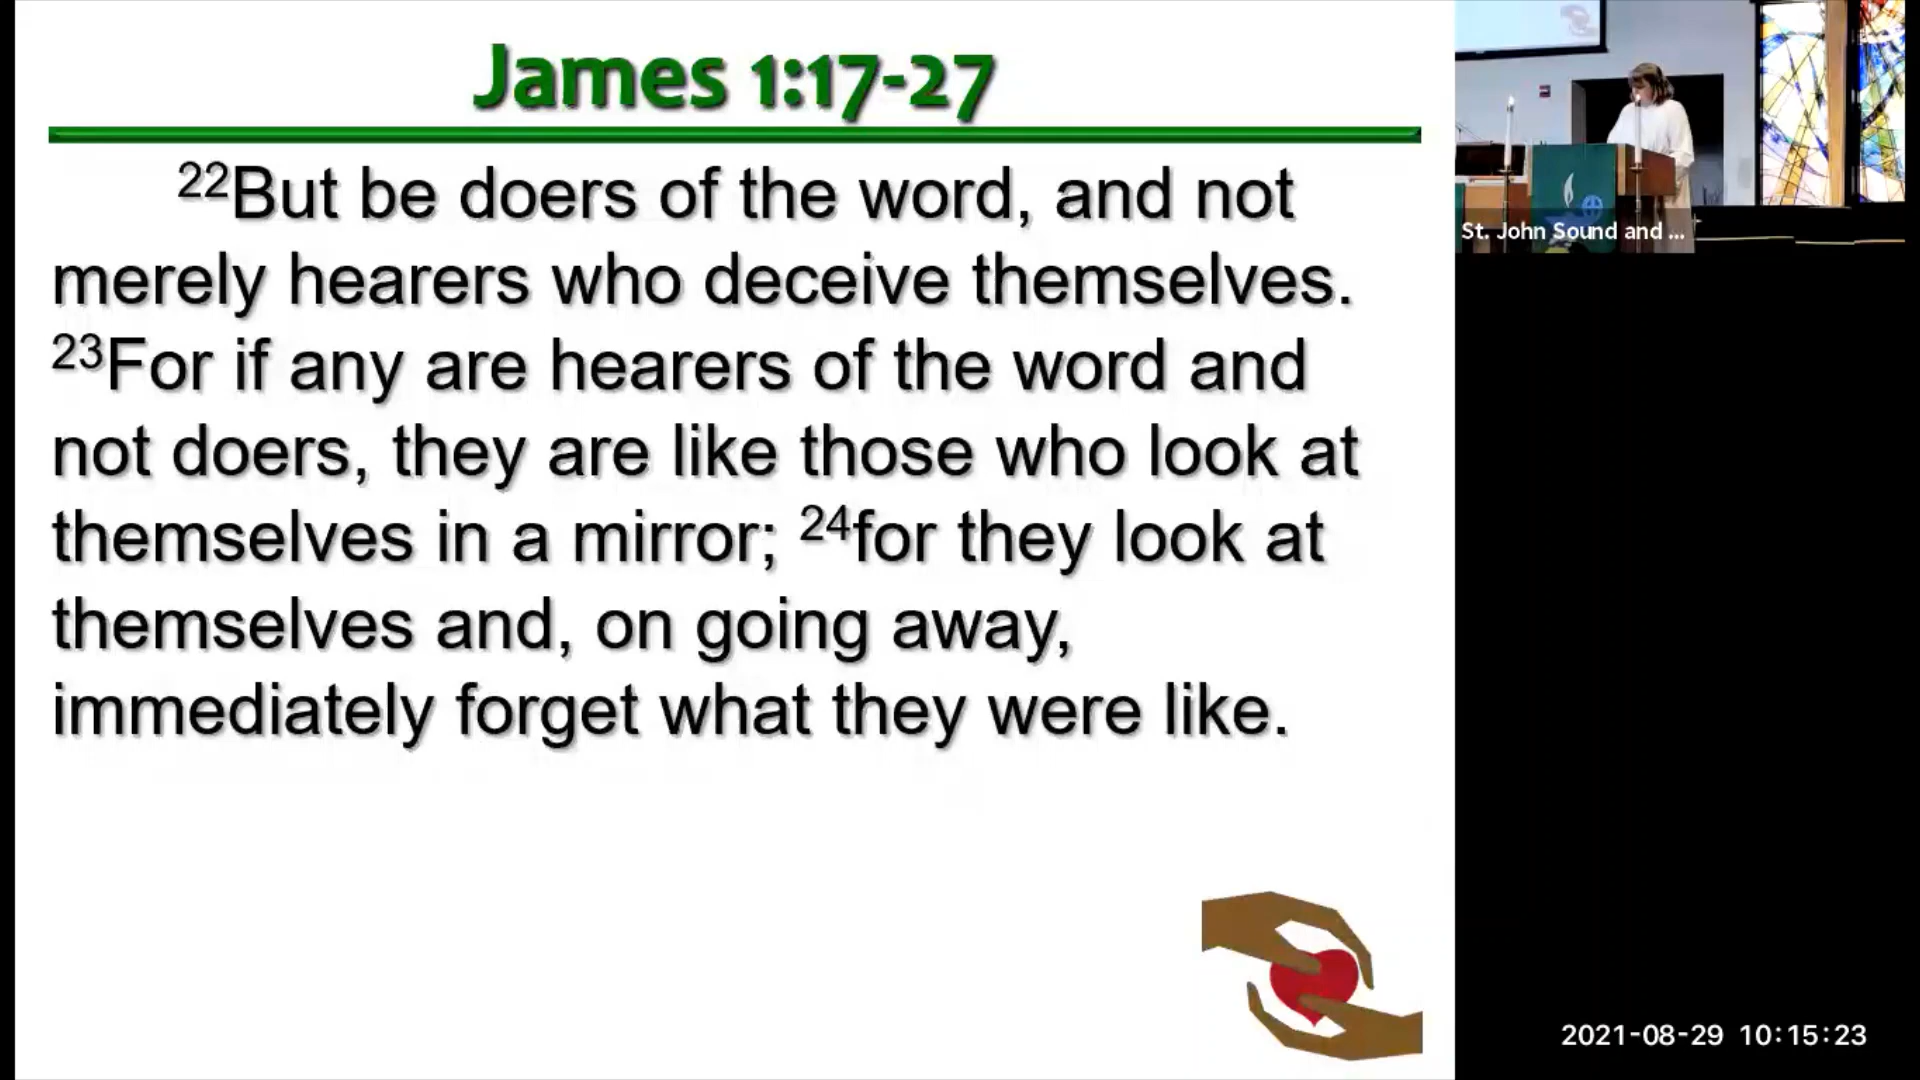 James 1:17-27
22But be doers of the word, and not
merely hearers who deceive themselves.
23For if any are hearers of the word and
not doers, they are like those who look at
themselves in a mirror; 24for they look at
themselves and, on going away,
immediately forget what they were like.
St. John Sound and ...
2021-08-29 10:15:23